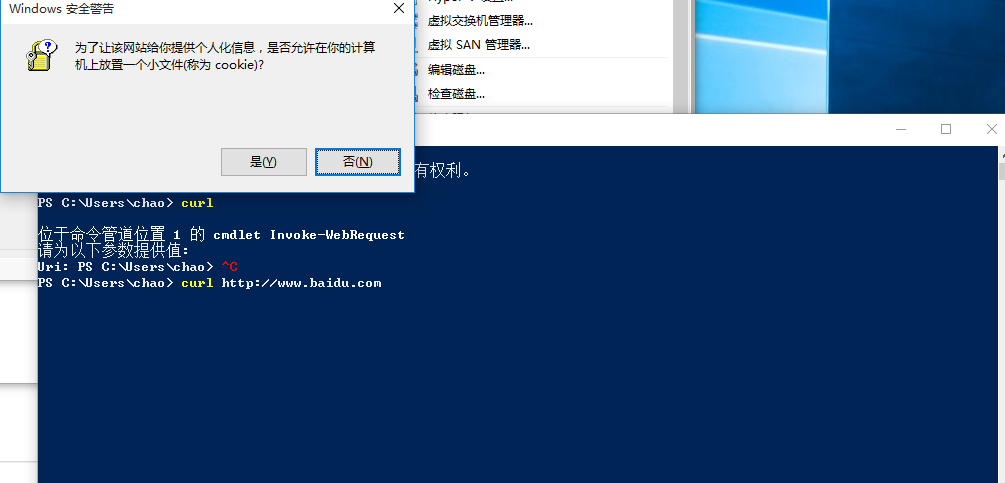 Windows 安全警告
为了让该网站给你提供个人化信息，是否允许在你的计算
机上放置一个小文件(称为 cookie)?
是(Y)
否(N)
虚拟交换机管理器...
虚拟 SAN 管理器...
编辑磁盘...
检查磁盘...
有权利。
PS C:\Users\chao> curl
位于命令管道位置 1 的 cmdlet Invoke-WebRequest
请为以下参数提供值:
Uri: PS C:\Users\chao> ^C
PS C:\Users\chao> curl http://www.baidu.com